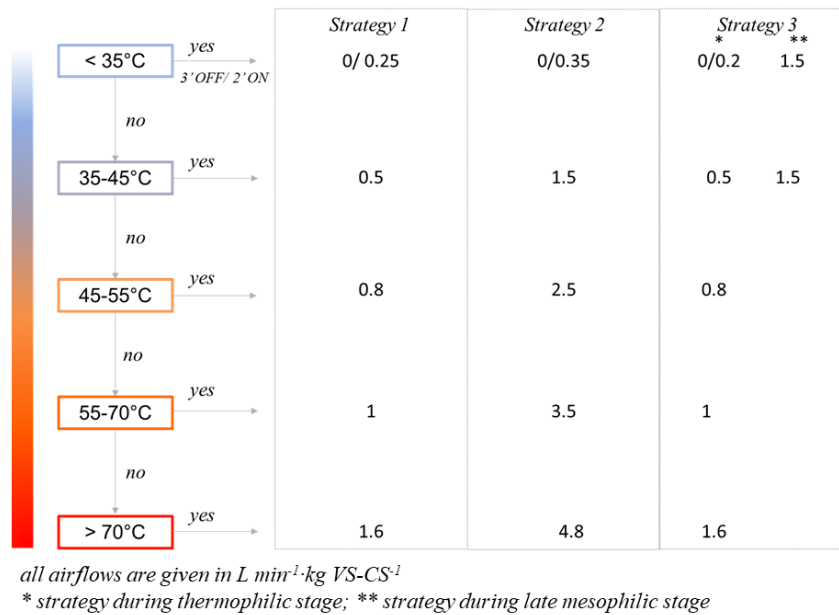 Strategy 1 Strategy 2 Strategy 3
* **
< 35°C yes 0/ 0.25 0/0.35 0/0.2 1.5
3’OFF/ 2’ON
no
35-45°C yes 0.5 1.5 0.5 1.5
no
45-55°C yes 0.8 2.5 0.8
no
55-70°C yes 1 3.5 1
no
> 70°C yes 1.6 4.8 1.6
all airflows are given in L min⁻¹·kg VS-CS⁻¹
* strategy during thermophilic stage; ** strategy during late mesophilic stage